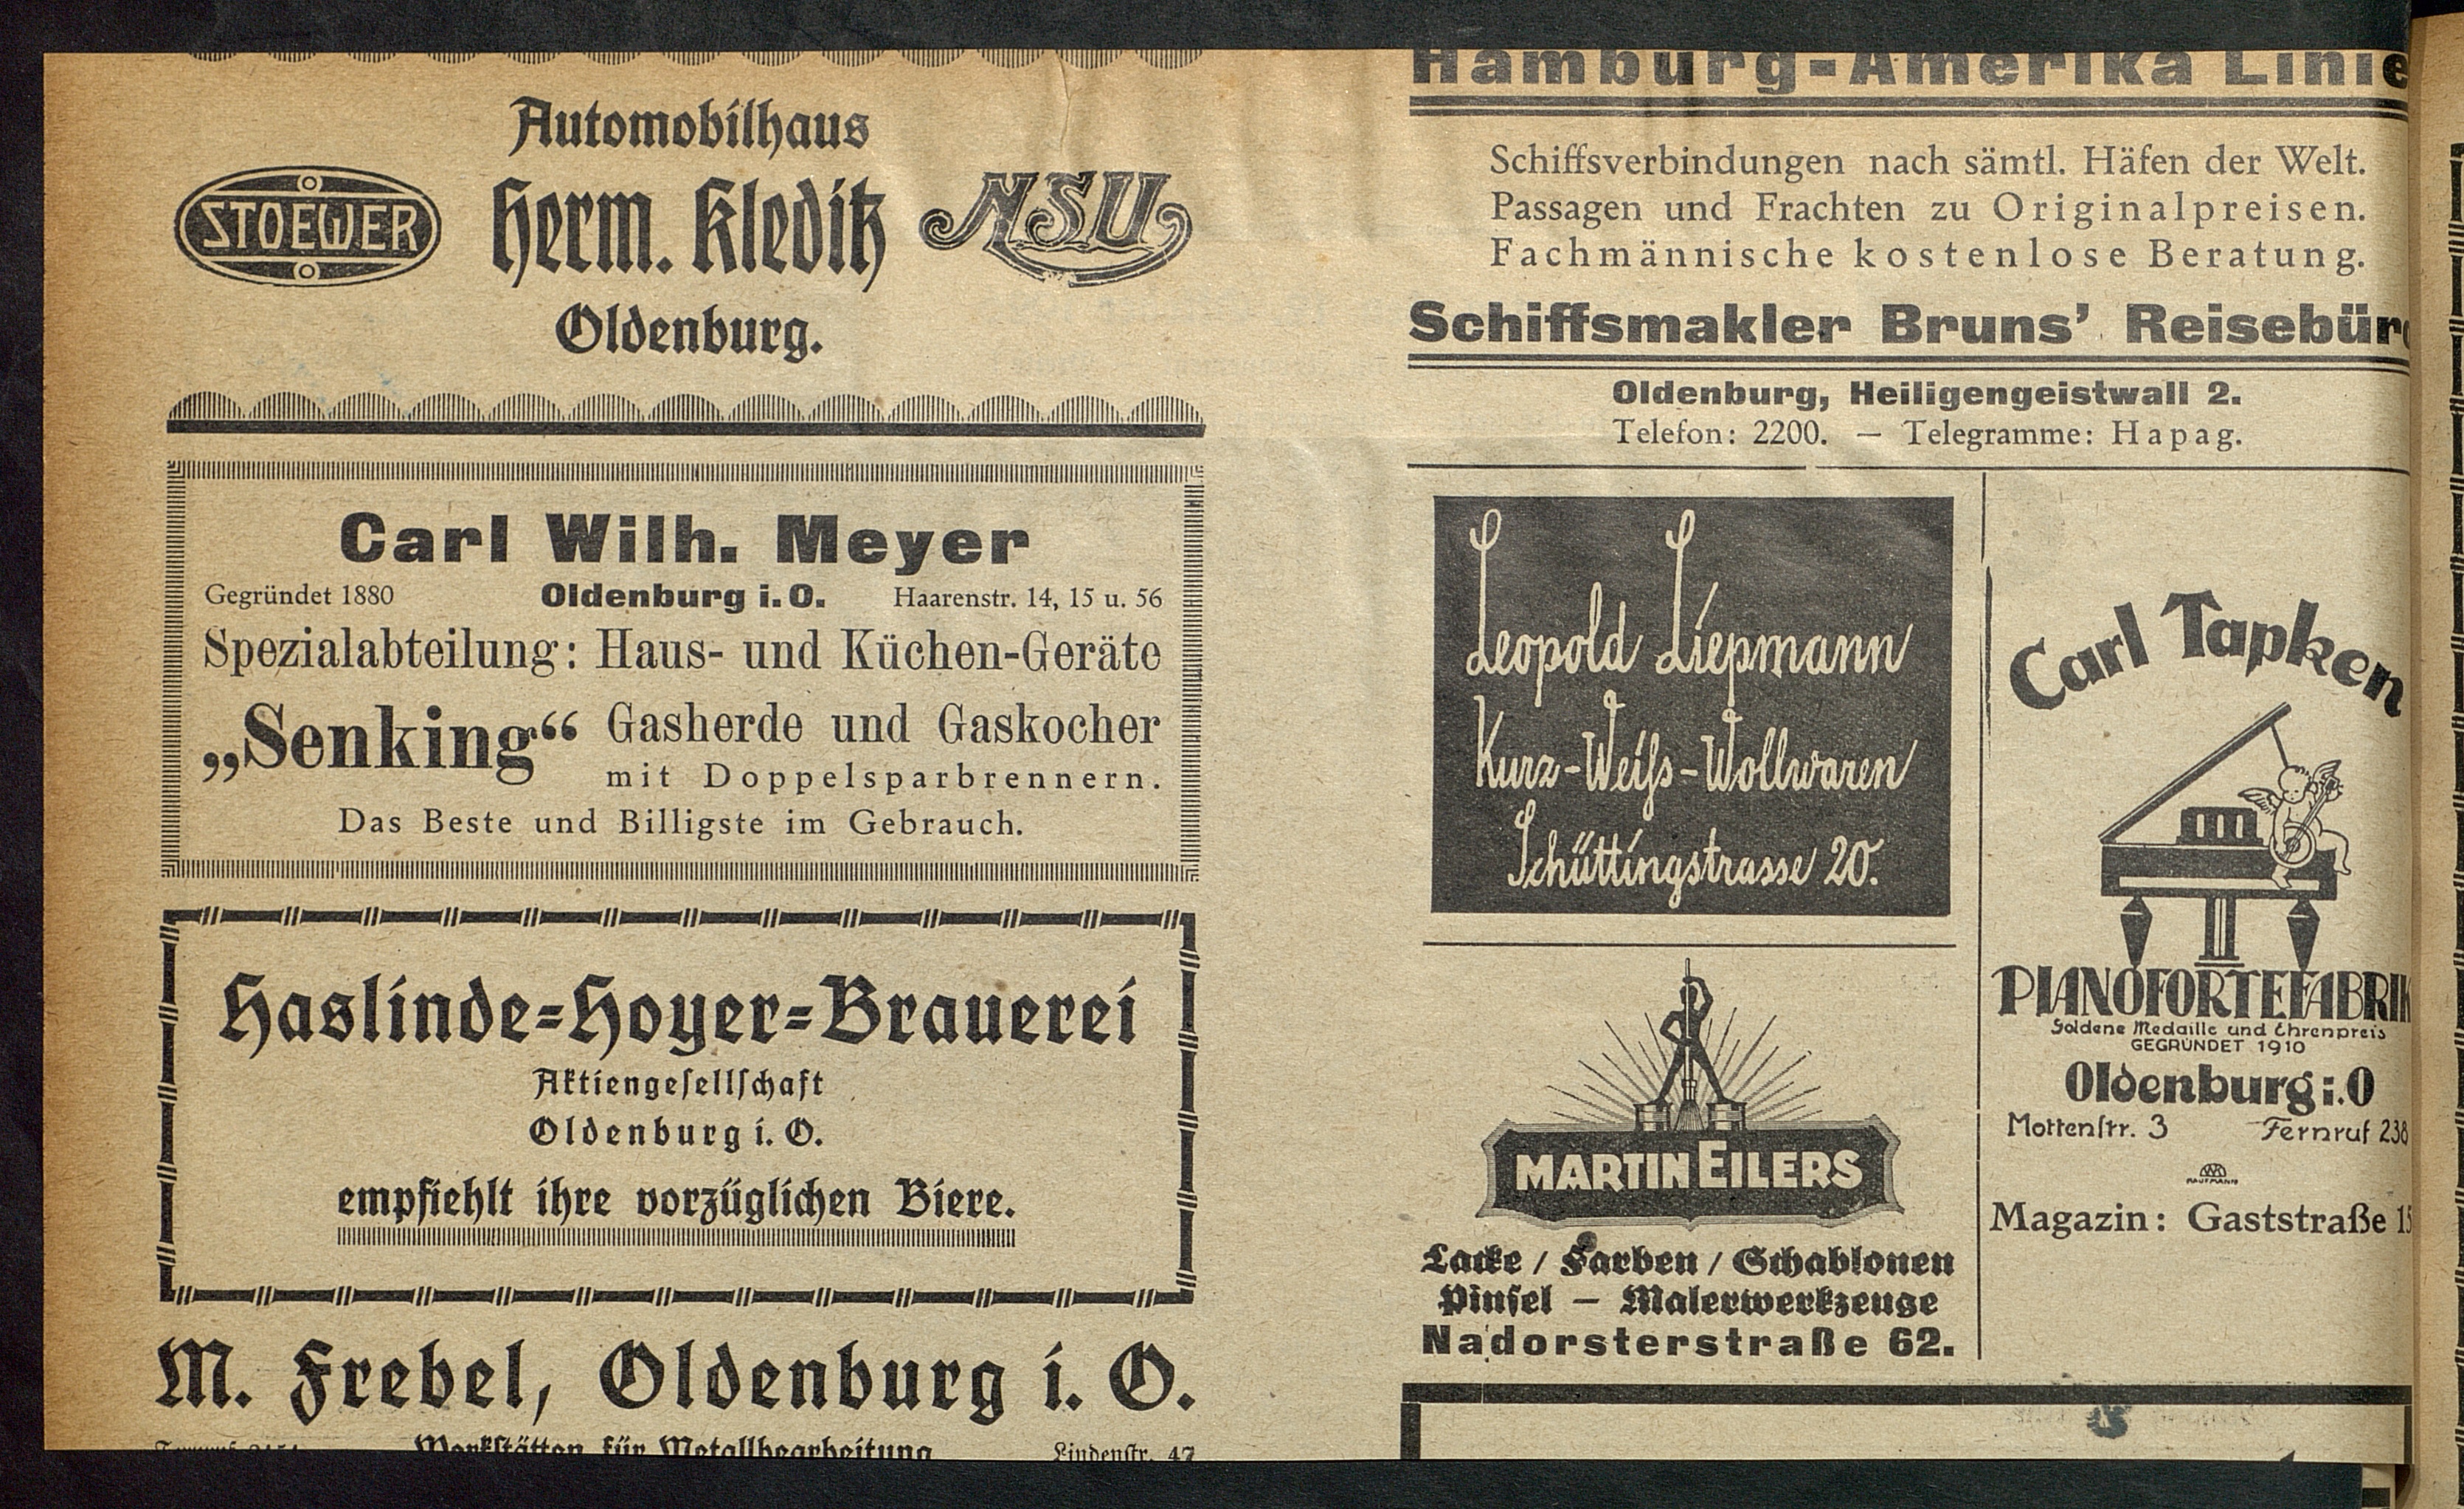 Automobilhaus
STOEWER
Herm. Kleditz
NSU
Oldenburg.
Carl Wilh. Meyer
Gegründet 1880 Oldenburg i. O. Haarenstr. 14, 15 u. 56
Spezialabteilung: Haus- und Küchen-Geräte
„Senking“ Gasherde und Gaskocher
mit Doppelsparbrennern.
Das Beste und Billigste im Gebrauch.
Haslinde-Hoyer-Brauerei
Aktiengesellschaft
Oldenburg i. O.
empfiehlt ihre vorzüglichen Biere.
M. Frebel, Oldenburg i. O.
Werkstätten für Metallbearbeitung Lindenstr. 47
Hamburg-Amerika Linie
Schiffsverbindungen nach sämtl. Häfen der Welt.
Passagen und Frachten zu Originalpreisen.
Fachmännische kostenlose Beratung.
Schiffsmakler Bruns’ Reisebüro
Oldenburg, Heiligengeistwall 2.
Telefon: 2200. — Telegramme: Hapag.
Leopold Liepmann
Kurz-Weiſs-Wollwaren
Schüttingstrasse 20.
MARTIN EILERS
Lacke / Farben / Schablonen
Pinsel — Malerwerkzeuge
Nadorsterstraße 62.
Carl Tapken
PIANOFORTEFABRIK
Goldene Medaille und Ehrenpreis
GEGRÜNDET 1910
Oldenburg i. O
Mottenſtr. 3 Fernruf 238
Magazin: Gaststraße 15